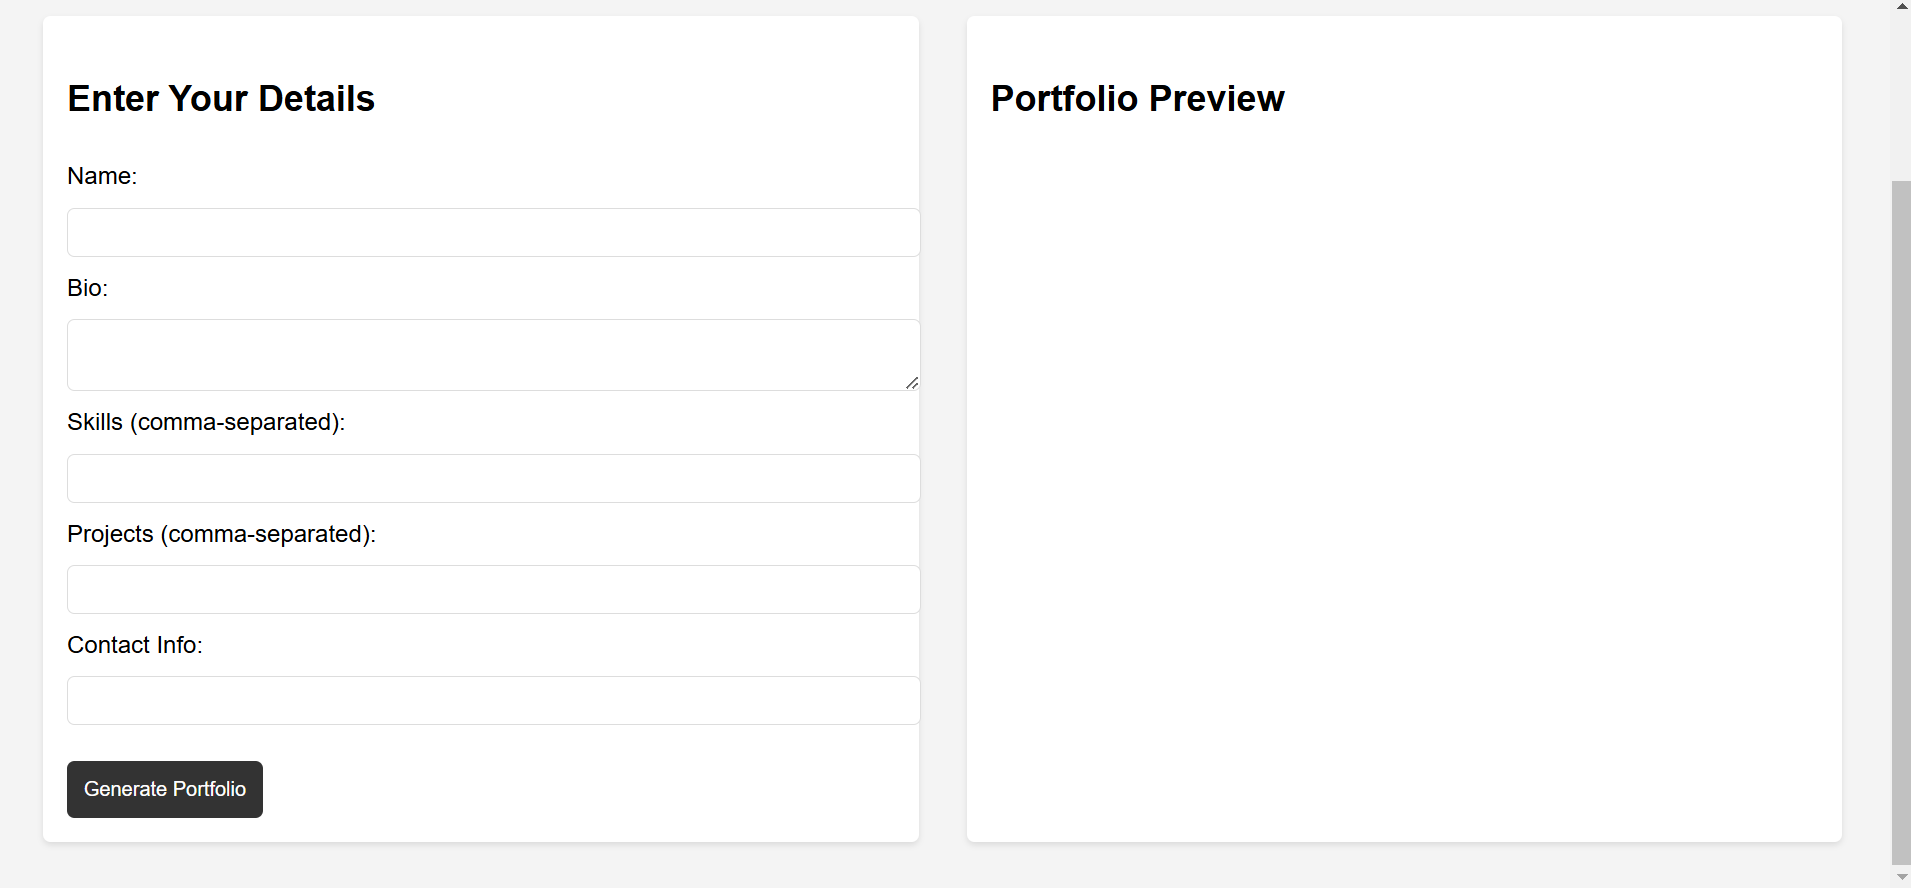 Enter Your Details
Name:
Bio:
Skills (comma-separated):
Projects (comma-separated):
Contact Info:
Generate Portfolio
Portfolio Preview